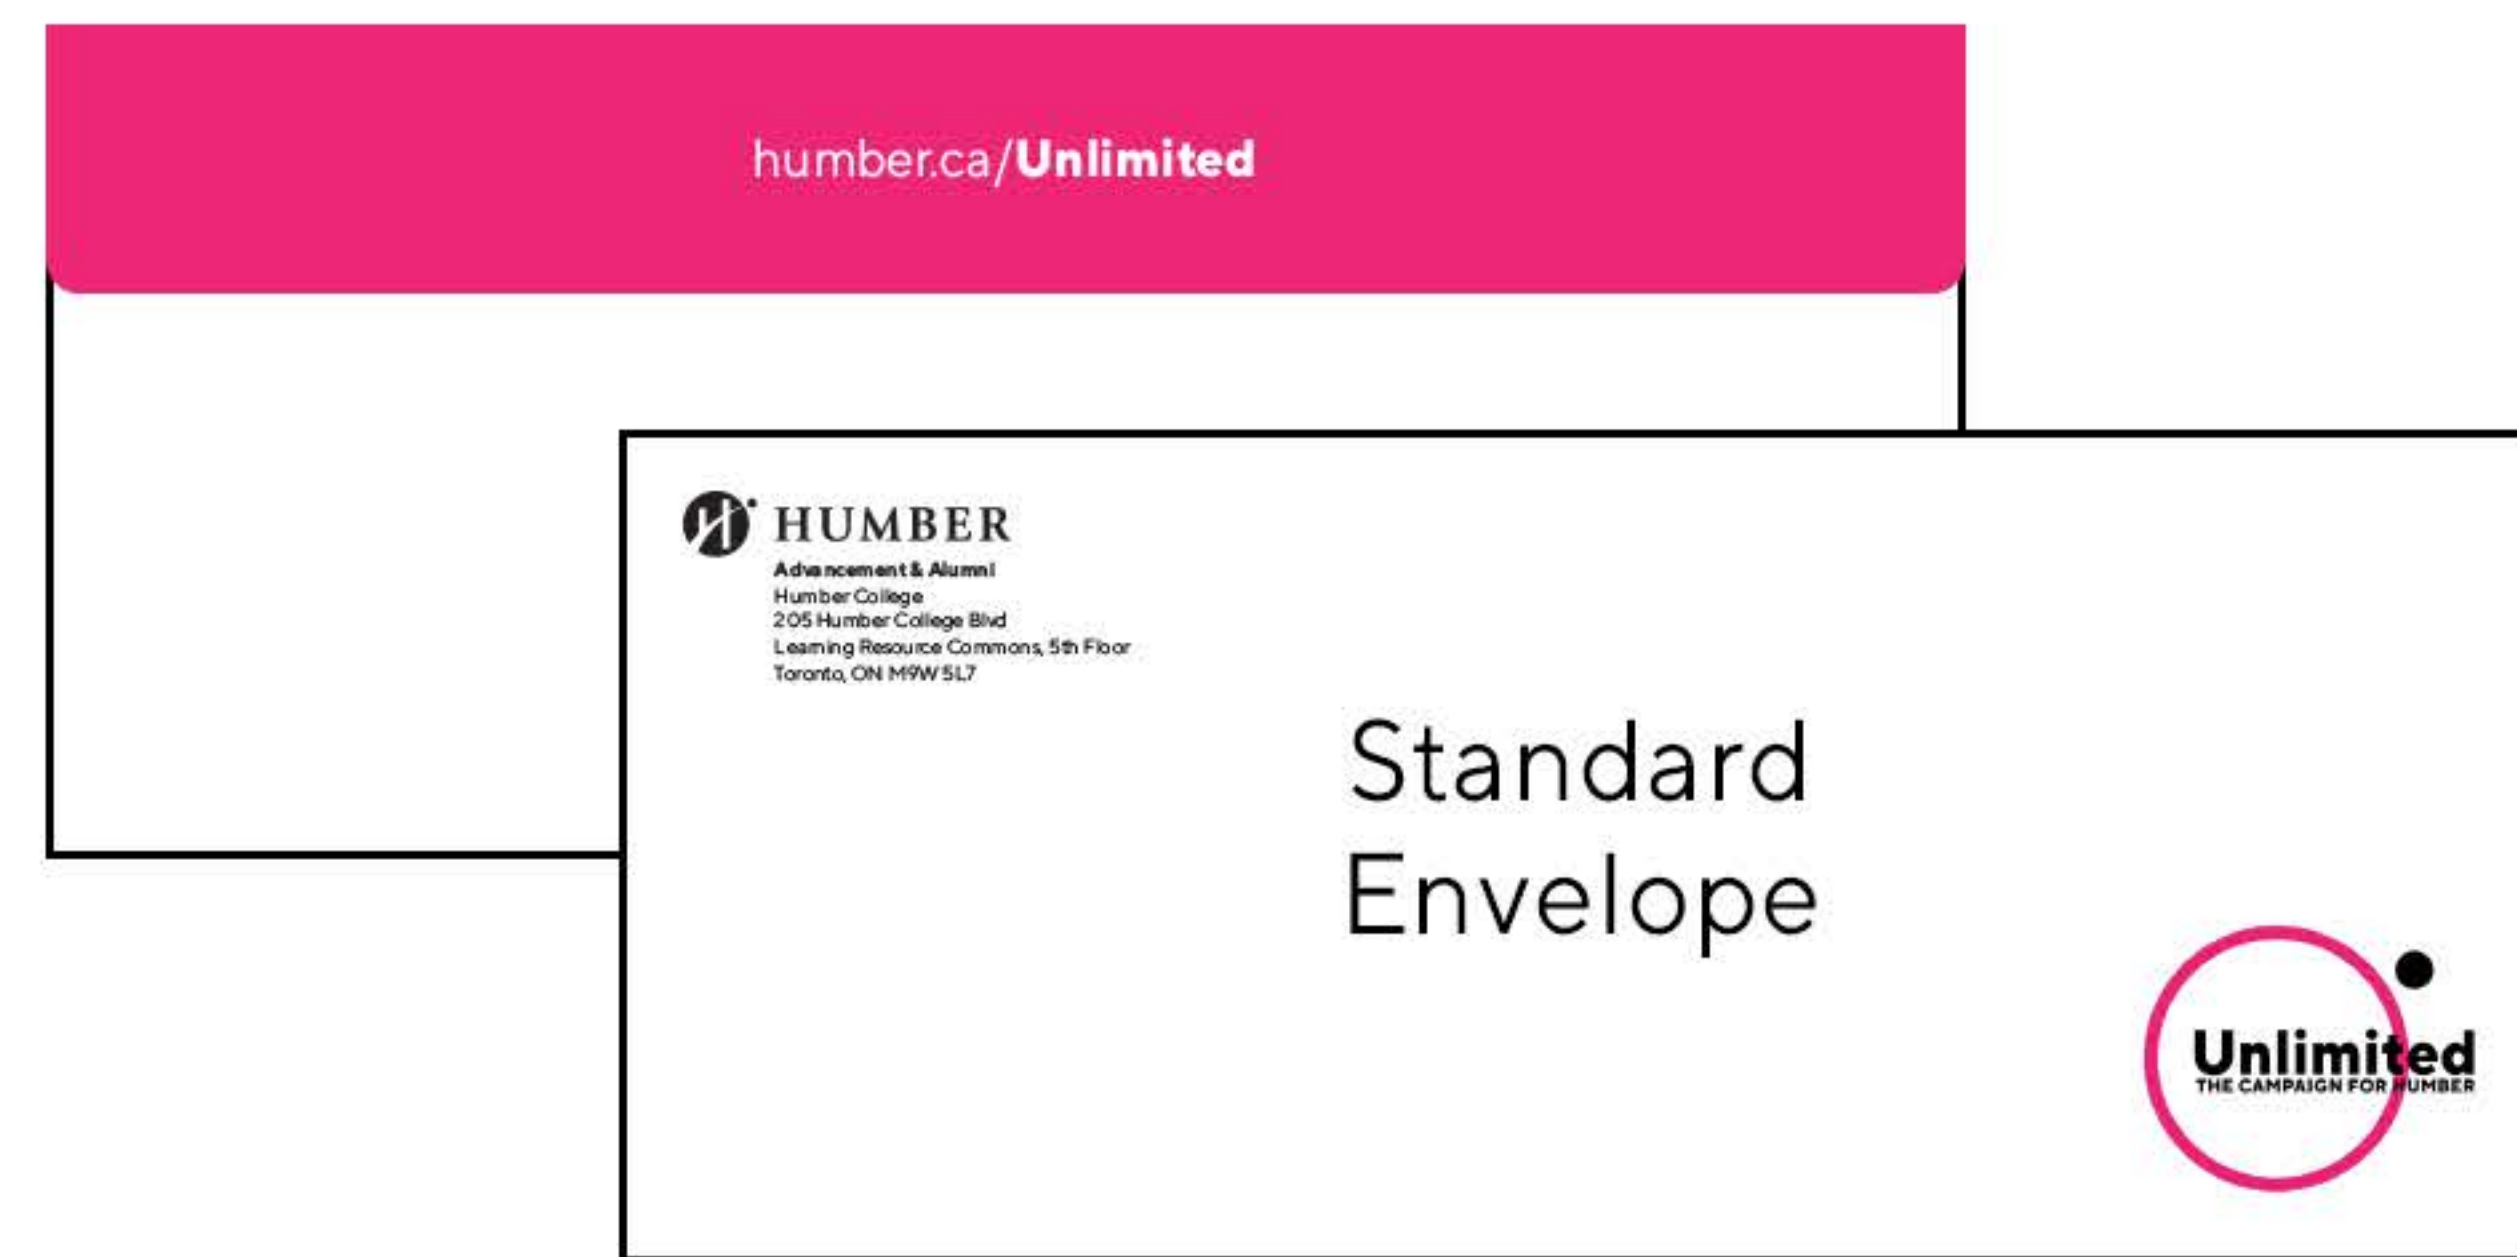 humber.ca/Unlimited
HUMBER
Advancement & Alumni
Humber College
205 Humber College Blvd
Learning Resource Commons, 5th Floor
Toronto, ON M9W 5L7
Standard
Envelope
Unlimited
THE CAMPAIGN FOR HUMBER